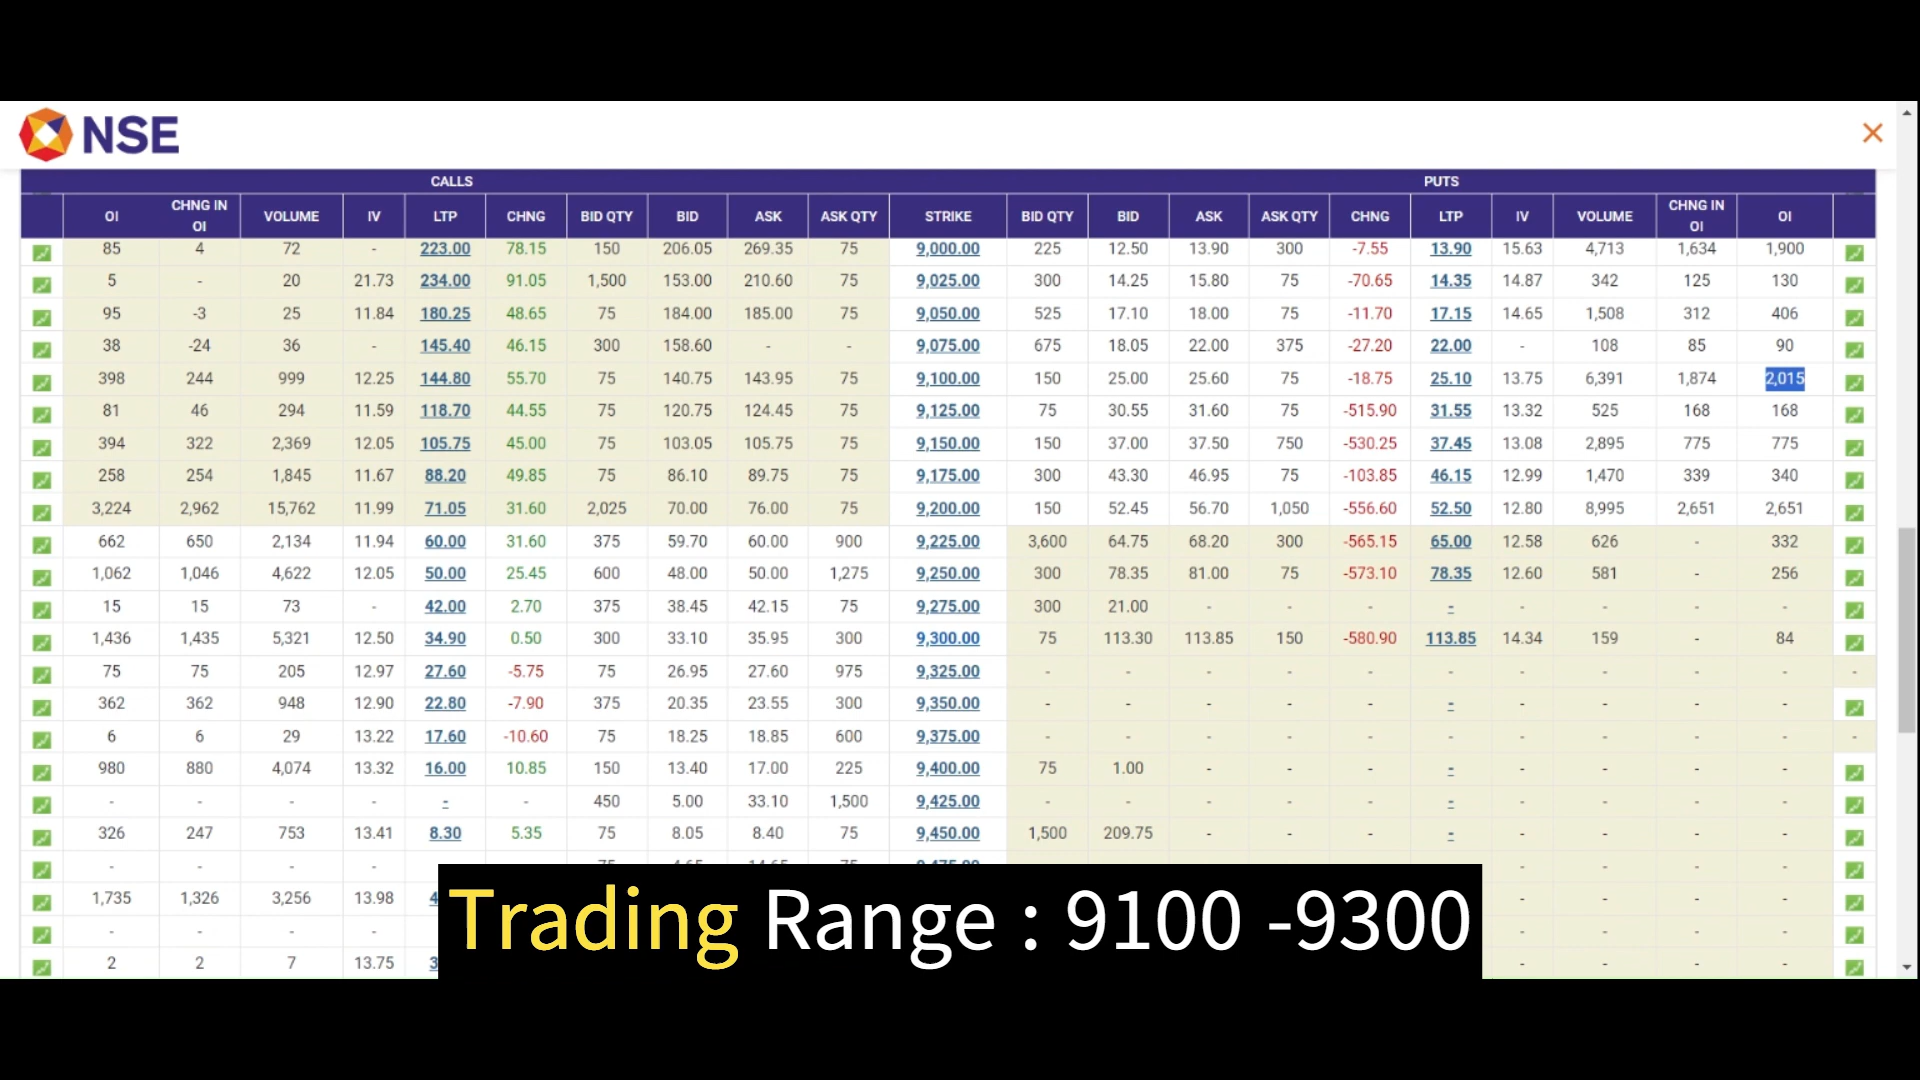 NSE
CALLS PUTS
OI CHNG IN OI VOLUME IV LTP CHNG BID QTY BID ASK ASK QTY STRIKE BID QTY BID ASK ASK QTY CHNG LTP IV VOLUME CHNG IN OI OI
85 4 72 - 223.00 78.15 150 206.05 269.35 75 9,000.00 225 12.50 13.90 300 -7.55 13.90 15.63 4,713 1,634 1,900
5 - 20 21.73 234.00 91.05 1,500 153.00 210.60 75 9,025.00 300 14.25 15.80 75 -70.65 14.35 14.87 342 125 130
95 -3 25 11.84 180.25 48.65 75 184.00 185.00 75 9,050.00 525 17.10 18.00 75 -11.70 17.15 14.65 1,508 312 406
38 -24 36 - 145.40 46.15 300 158.60 - - 9,075.00 675 18.05 22.00 375 -27.20 22.00 - 108 85 90
398 244 999 12.25 144.80 55.70 75 140.75 143.95 75 9,100.00 150 25.00 25.60 75 -18.75 25.10 13.75 6,391 1,874 2,015
81 46 294 11.59 118.70 44.55 75 120.75 124.45 75 9,125.00 75 30.55 31.60 75 -515.90 31.55 13.32 525 168 168
394 322 2,369 12.05 105.75 45.00 75 103.05 105.75 75 9,150.00 150 37.00 37.50 750 -530.25 37.45 13.08 2,895 775 775
258 254 1,845 11.67 88.20 49.85 75 86.10 89.75 75 9,175.00 300 43.30 46.95 75 -103.85 46.15 12.99 1,470 339 340
3,224 2,962 15,762 11.99 71.05 31.60 2,025 70.00 76.00 75 9,200.00 150 52.45 56.70 1,050 -556.60 52.50 12.80 8,995 2,651 2,651
662 650 2,134 11.94 60.00 31.60 375 59.70 60.00 900 9,225.00 3,600 64.75 68.20 300 -565.15 65.00 12.58 626 - 332
1,062 1,046 4,622 12.05 50.00 25.45 600 48.00 50.00 1,275 9,250.00 300 78.35 81.00 75 -573.10 78.35 12.60 581 - 256
15 15 73 - 42.00 2.70 375 38.45 42.15 75 9,275.00 300 21.00 - - - - - - - -
1,436 1,435 5,321 12.50 34.90 0.50 300 33.10 35.95 300 9,300.00 75 113.30 113.85 150 -580.90 113.85 14.34 159 - 84
75 75 205 12.97 27.60 -5.75 75 26.95 27.60 975 9,325.00 - - - - - - - - - - -
362 362 948 12.90 22.80 -7.90 375 20.35 23.55 300 9,350.00 - - - - - - - - - -
6 6 29 13.22 17.60 -10.60 75 18.25 18.85 600 9,375.00 - - - - - - - - - - -
980 880 4,074 13.32 16.00 10.85 150 13.40 17.00 225 9,400.00 75 1.00 - - - - - - - -
- - - - - - 450 5.00 33.10 1,500 9,425.00 - - - - - - - - - -
326 247 753 13.41 8.30 5.35 75 8.05 8.40 75 9,450.00 1,500 209.75 - - - - - - - -
- - - - - - - -
1,735 1,326 3,256 13.98 4 - - - -
- - - - - - - -
2 2 7 13.75 3 - - - -
Trading Range : 9100 -9300